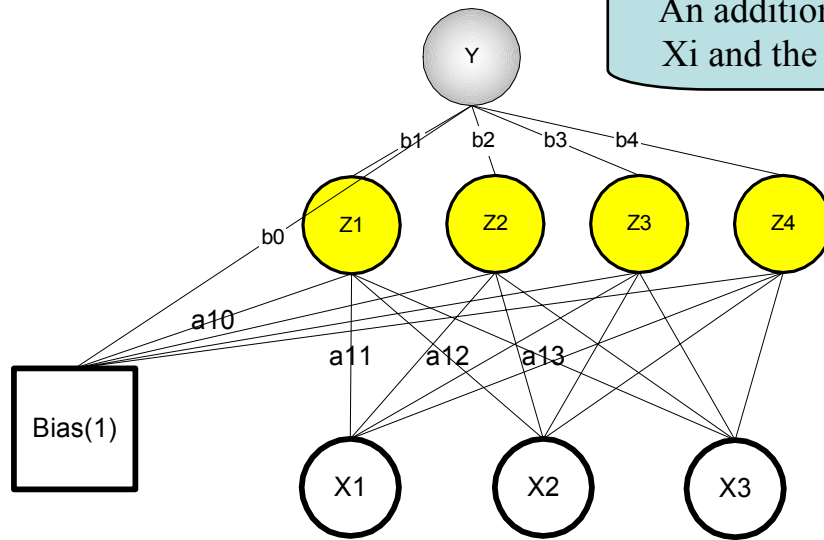 An addition
Xi and the
Y
b1 b2 b3 b4
Z1 Z2 Z3 Z4
b0
a10
a11 a12 a13
Bias(1)
X1 X2 X3